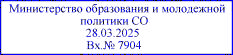 Министерство образования и молодежной
политики СО
28.03.2025
Вх.№ 7904